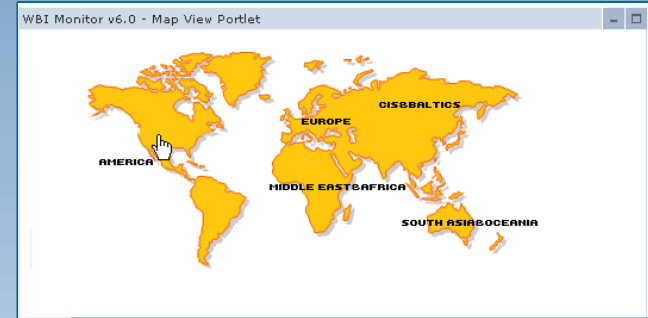 WBI Monitor v6.0 - Map View Portlet
CIS&BALTICS
EUROPE
AMERICA
MIDDLE EAST&AFRICA
SOUTH ASIA&OCEANIA